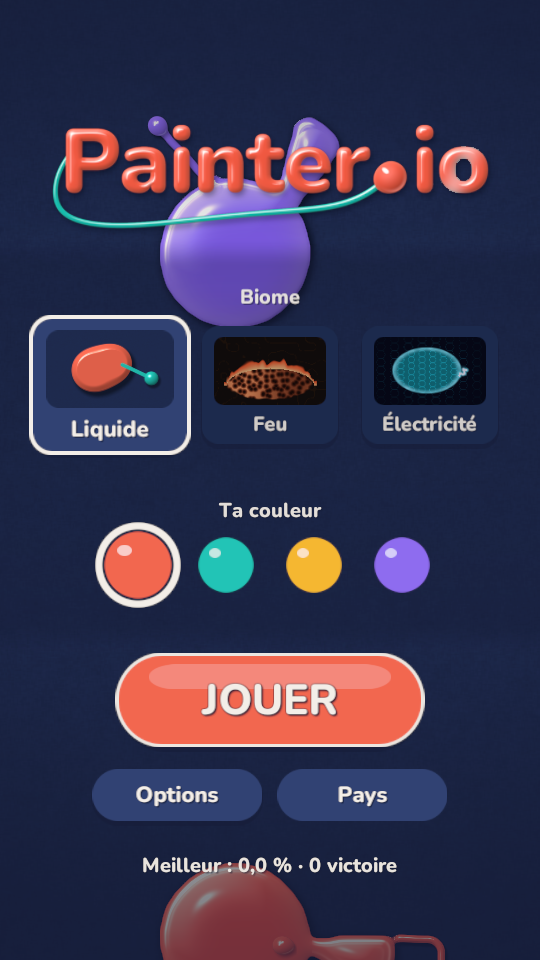 Painter.io
Biome
Liquide
Feu
Électricité
Ta couleur
JOUER
Options
Pays
Meilleur : 0,0 % · 0 victoire